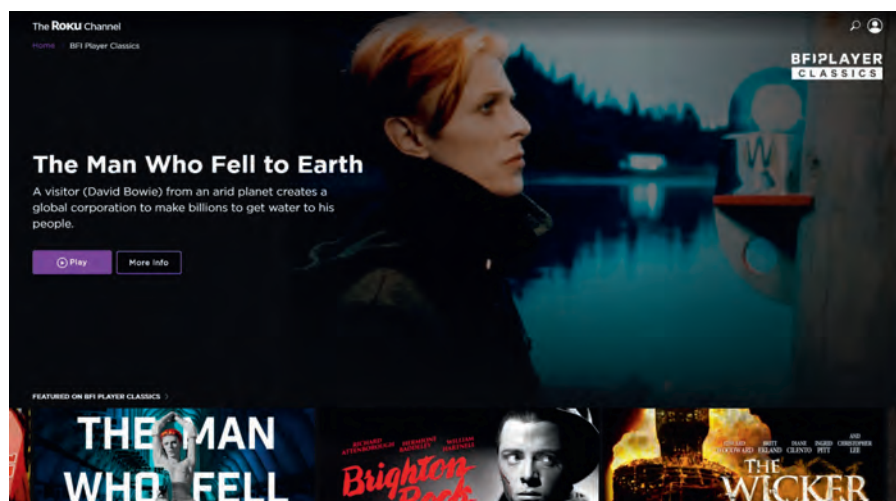 The ROKU Channel
Home
BFI Player Classics
BFI PLAYER
CLASSICS
W
The Man Who Fell to Earth
A visitor (David Bowie) from an arid planet creates a
global corporation to make billions to get water to his
people.
Play
More Info
FEATURED ON BFI PLAYER CLASSICS
THE MAN
WHO FELL
RICHARD ATTENBOROUGH
HERMIONE BADDELEY
WILLIAM HARTNELL
Brighton
Rock
EDWARD WOODWARD
BRITT EKLAND
DIANE CILENTO
INGRID PITT
AND CHRISTOPHER LEE
THE
WICKER